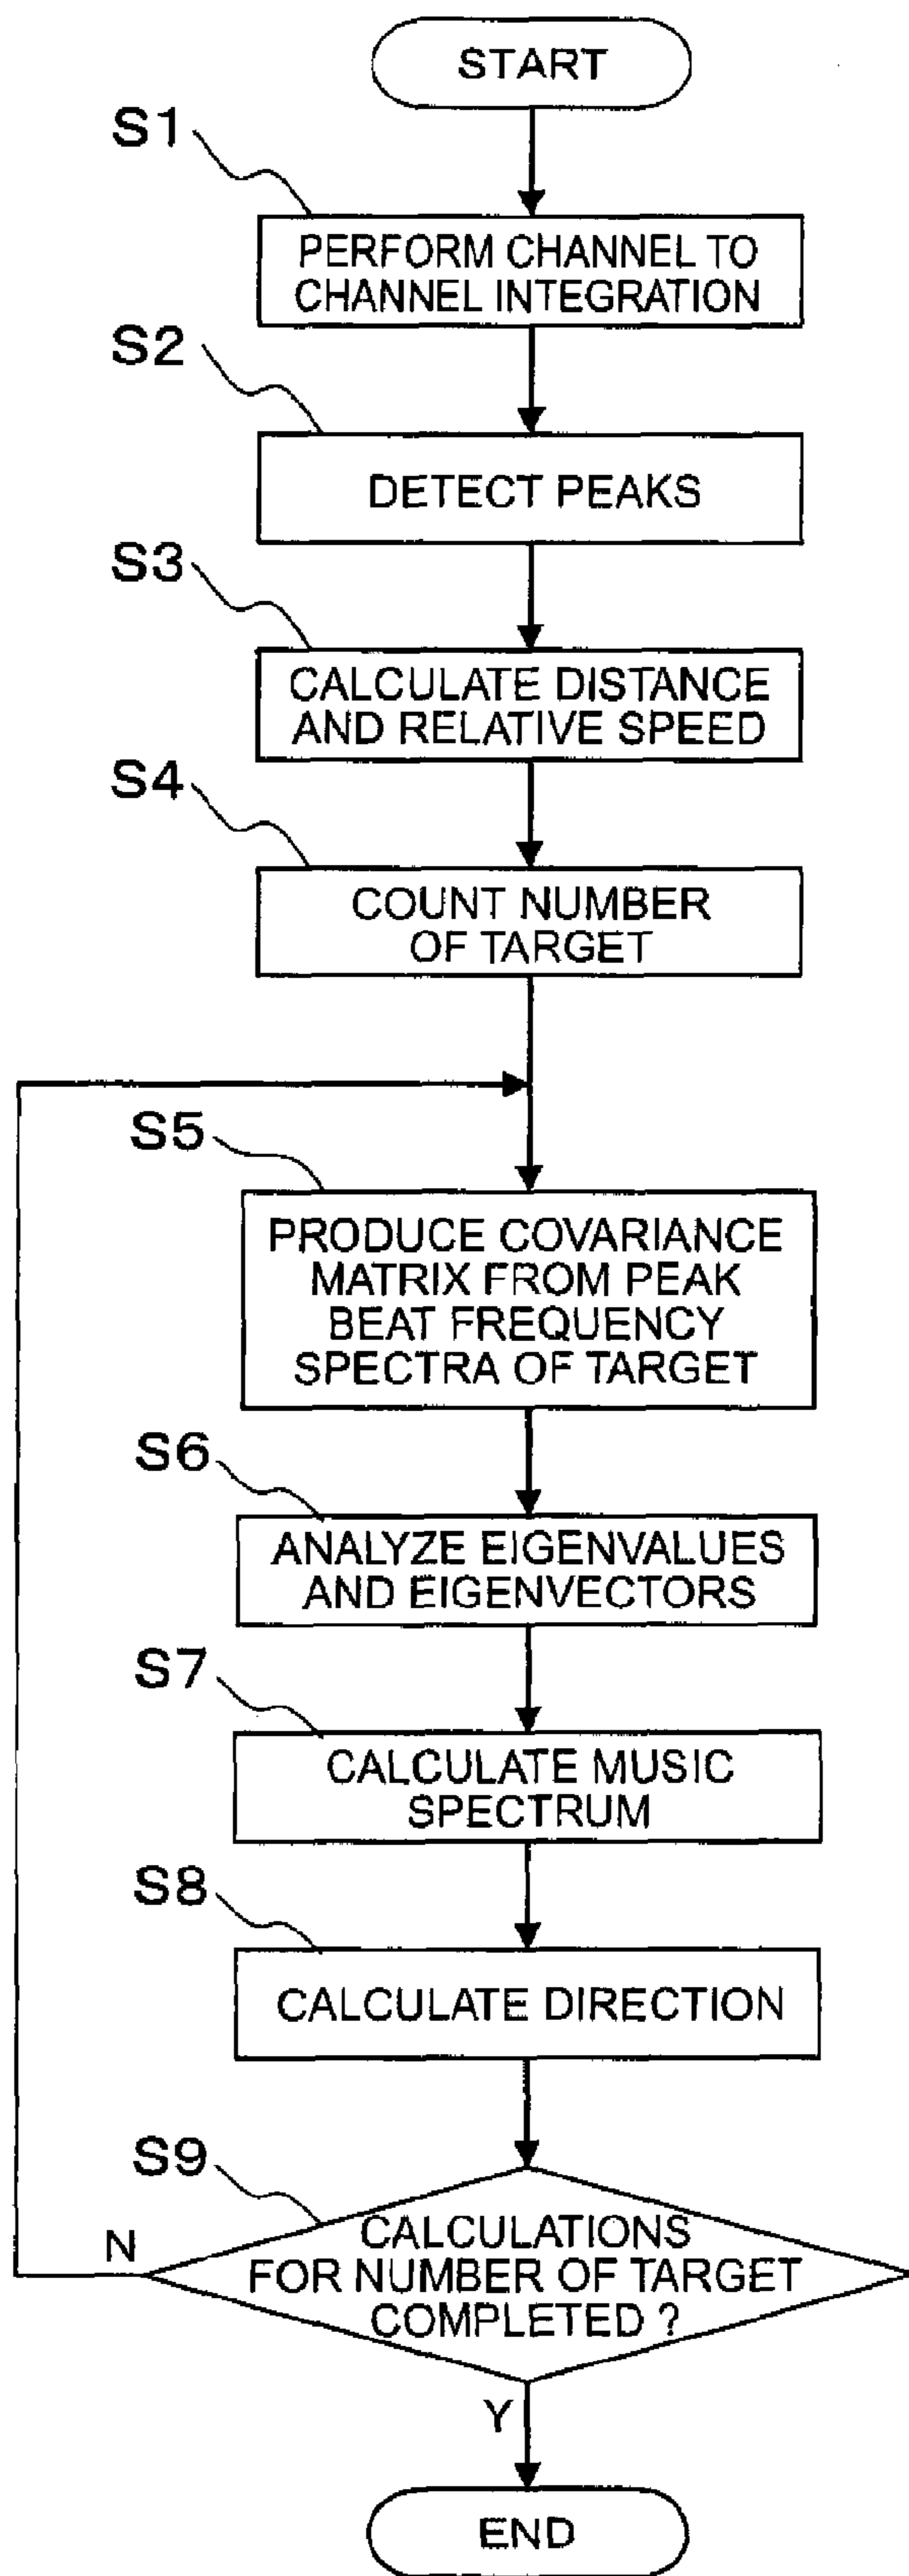 START
S1
PERFORM CHANNEL TO
CHANNEL INTEGRATION
S2
DETECT PEAKS
S3
CALCULATE DISTANCE
AND RELATIVE SPEED
S4
COUNT NUMBER
OF TARGET
S5
PRODUCE COVARIANCE
MATRIX FROM PEAK
BEAT FREQUENCY
SPECTRA OF TARGET
S6
ANALYZE EIGENVALUES
AND EIGENVECTORS
S7
CALCULATE MUSIC
SPECTRUM
S8
CALCULATE DIRECTION
S9
N
CALCULATIONS
FOR NUMBER OF TARGET
COMPLETED ?
Y
END